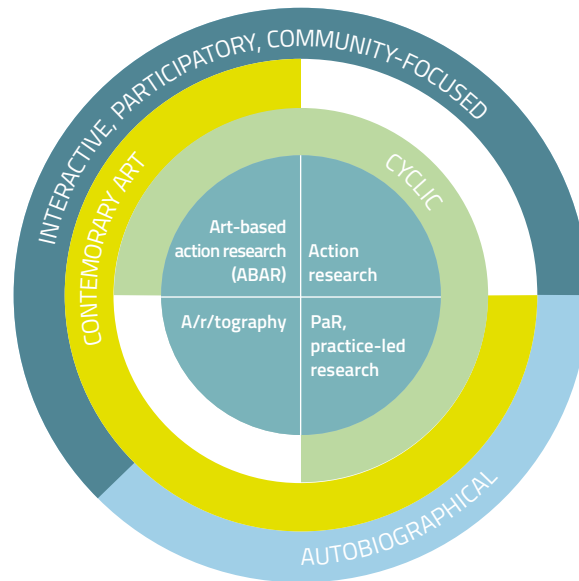 INTERACTIVE, PARTICIPATORY, COMMUNITY-FOCUSED
CONTEMORARY ART
CYCLIC
Art-based
action research
(ABAR)
Action
research
A/r/tography
PaR,
practice-led
research
AUTOBIOGRAPHICAL